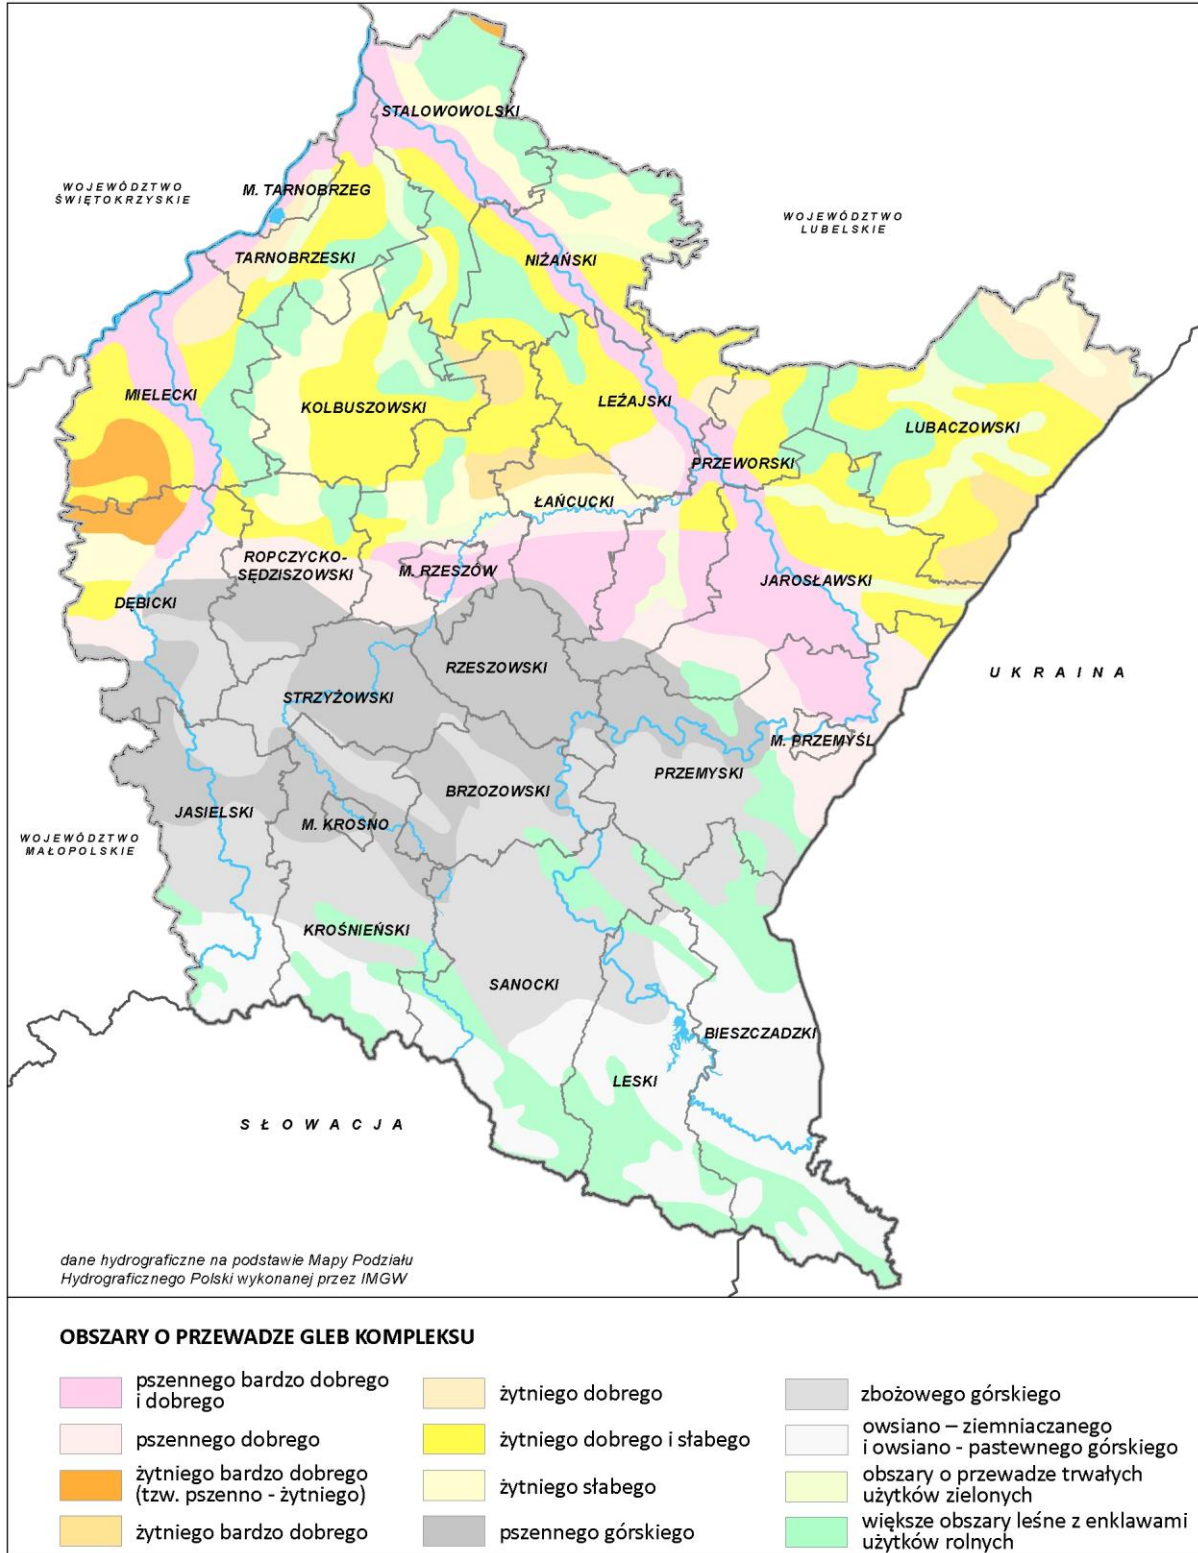 STALOWOWOLSKI
WOJEWÓDZTWO
ŚWIĘTOKRZYSKIE
M. TARNOBRZEG
WOJEWÓDZTWO
LUBELSKIE
TARNOBRZESKI
NIŻAŃSKI
MIELECKI
KOLBUSZOWSKI
LEŻAJSKI
LUBACZOWSKI
PRZEWORSKI
ŁAŃCUCKI
ROPCZYCKO-
SĘDZISZOWSKI
M. RZESZÓW
JAROSŁAWSKI
DĘBICKI
RZESZOWSKI
UKRAINA
STRZYŻOWSKI
M. PRZEMYŚL
PRZEMYSKI
BRZOZOWSKI
JASIELSKI
M. KROSNO
WOJEWÓDZTWO
MAŁOPOLSKIE
KROŚNIEŃSKI
SANOCKI
BIESZCZADZKI
LESKI
SŁOWACJA
dane hydrograficzne na podstawie Mapy Podziału
Hydrograficznego Polski wykonanej przez IMGW
OBSZARY O PRZEWADZE GLEB KOMPLEKSU
pszennego bardzo dobrego
i dobrego
pszennego dobrego
żytniego bardzo dobrego
(tzw. pszenno - żytniego)
żytniego bardzo dobrego
żytniego dobrego
żytniego dobrego i słabego
żytniego słabego
pszennego górskiego
zbożowego górskiego
owsiano – ziemniaczanego
i owsiano - pastewnego górskiego
obszary o przewadze trwałych
użytków zielonych
większe obszary leśne z enklawami
użytków rolnych